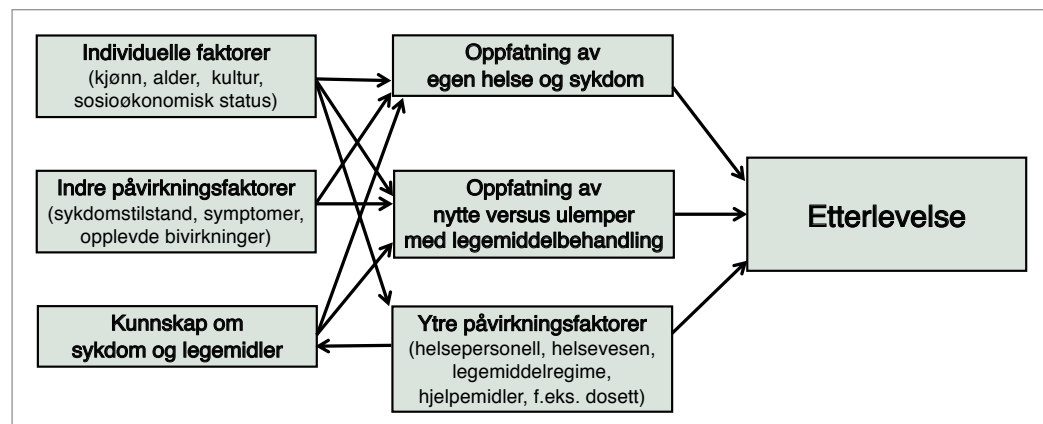 Individuelle faktorer
(kjønn, alder, kultur,
sosioøkonomisk status)
Indre påvirkningsfaktorer
(sykdomstilstand, symptomer,
opplevde bivirkninger)
Kunnskap om
sykdom og legemidler
Oppfatning av
egen helse og sykdom
Oppfatning av
nytte versus ulemper
med legemiddelbehandling
Ytre påvirkningsfaktorer
(helsepersonell, helsevesen,
legemiddelregime,
hjelpemidler, f.eks. dosett)
Etterlevelse